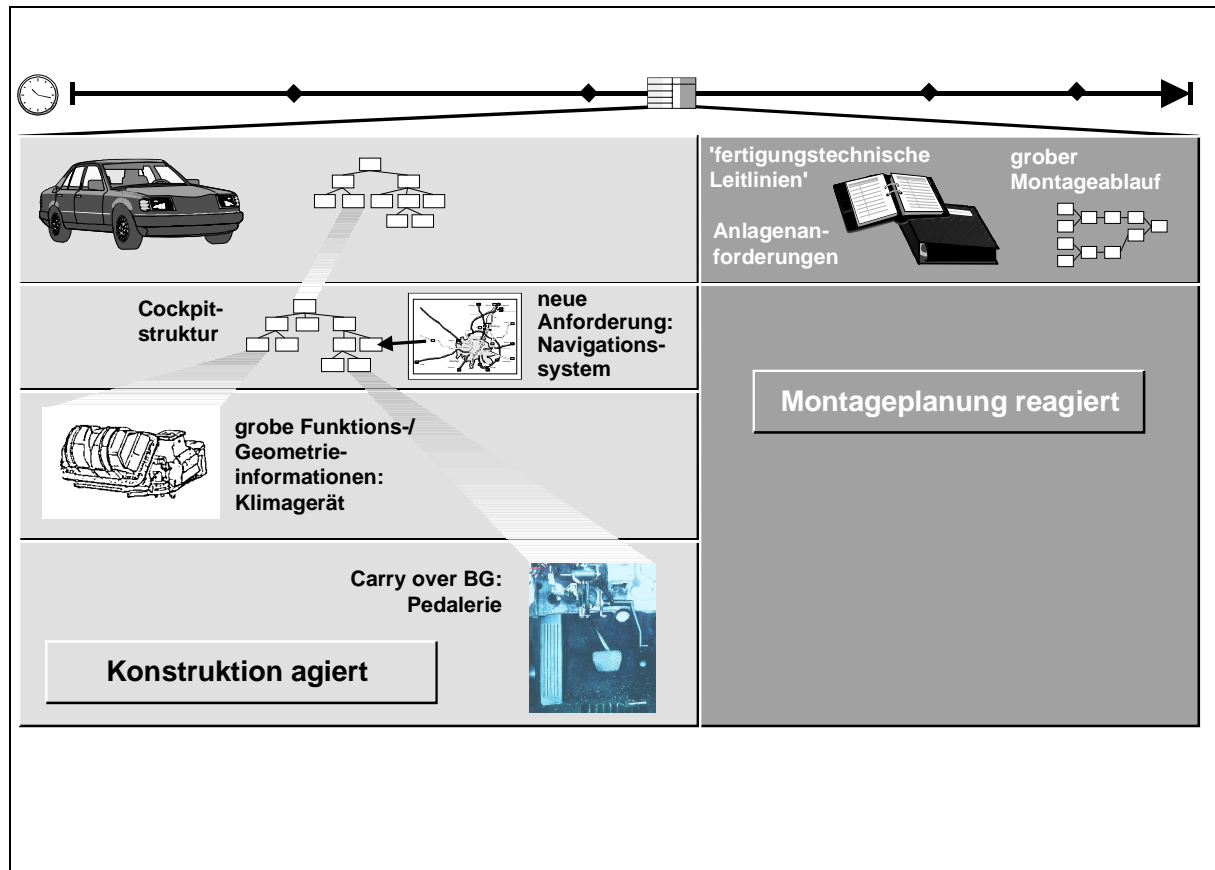 'fertigungstechnische
Leitlinien'
grober
Montageablauf
Anlagenan-
forderungen
Cockpit-
struktur
neue
Anforderung:
Navigations-
system
Montageplanung reagiert
grobe Funktions-/
Geometrie-
informationen:
Klimagerät
Carry over BG:
Pedalerie
Konstruktion agiert